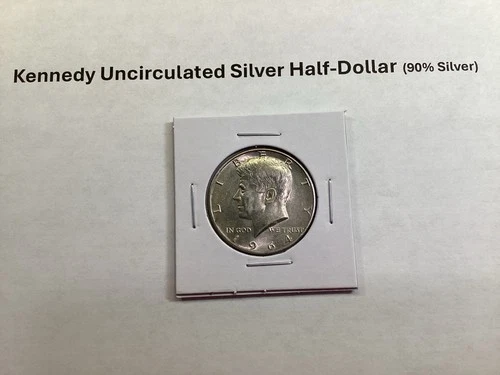 Kennedy Uncirculated Silver Half-Dollar (90% Silver)
LIBERTY
IN GOD WE TRUST
1964